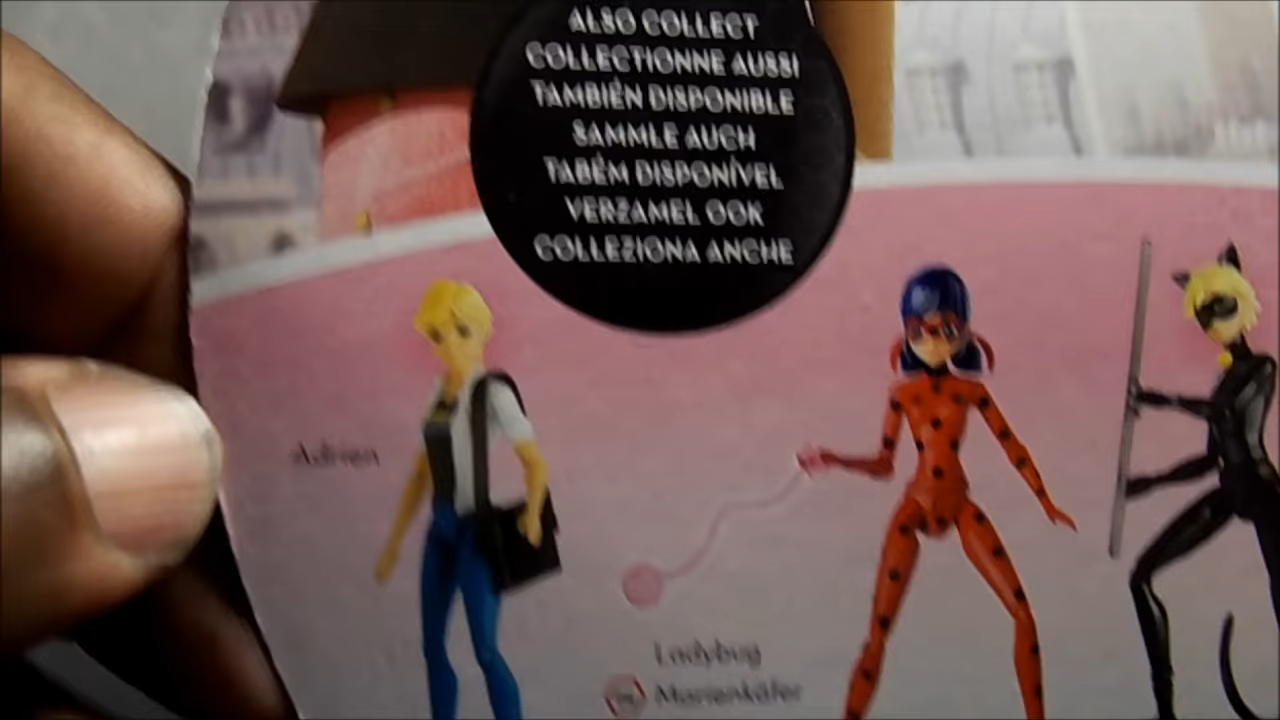 ALSO COLLECT
COLLECTIONNE AUSSI
TAMBIÉN DISPONIBLE
SAMMLE AUCH
TABÉM DISPONÍVEL
VERZAMEL OOK
COLLEZIONA ANCHE
Adrien
Ladybug
Marienkäfer